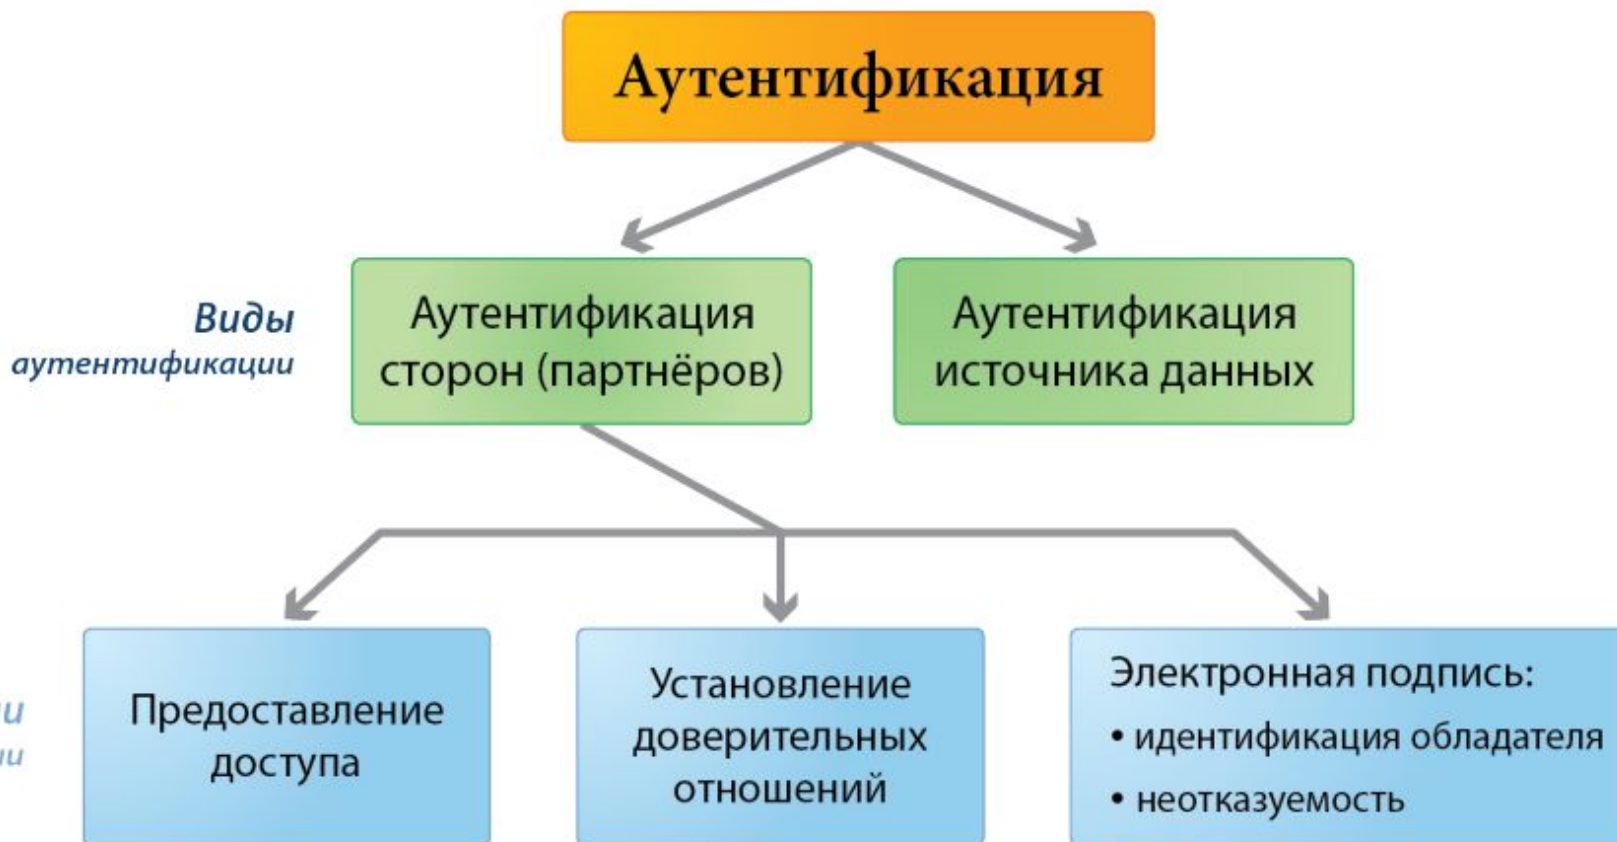 Аутентификация
Виды
аутентификации
Аутентификация
сторон (партнёров)
Аутентификация
источника данных
Предоставление
доступа
Установление
доверительных
отношений
Электронная подпись:
• идентификация обладателя
• неотказуемость